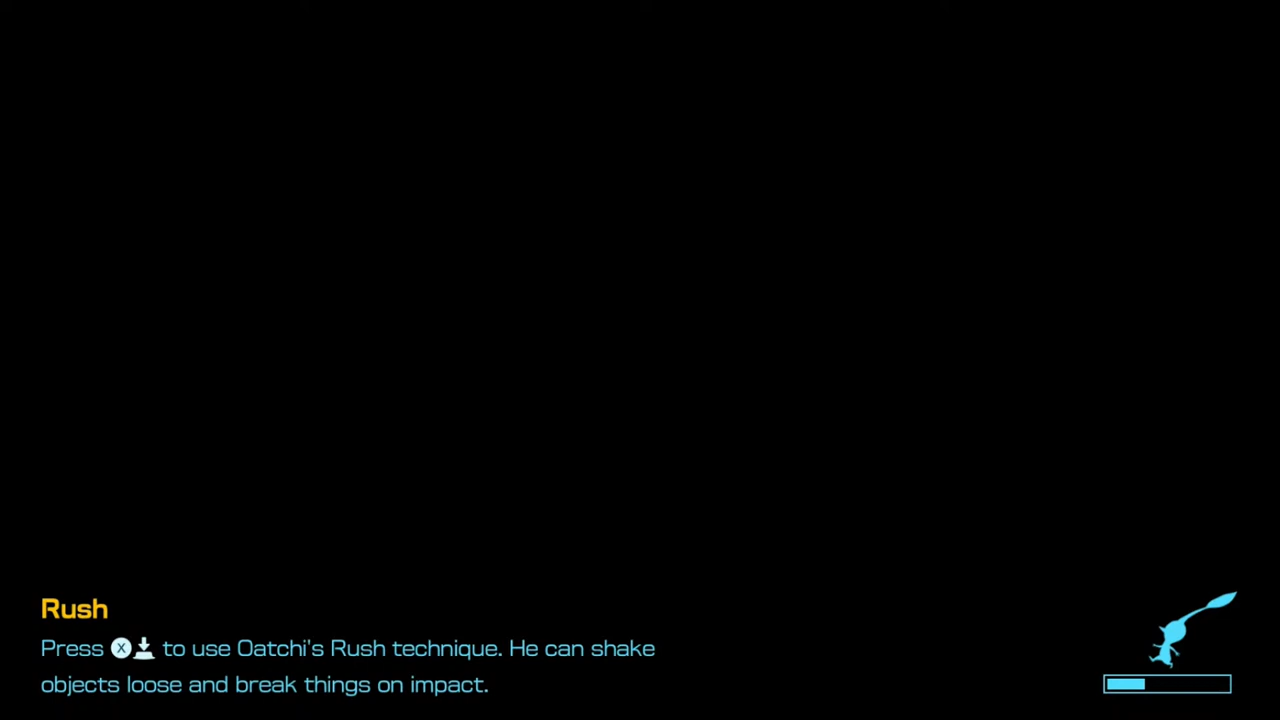 Rush
Press X to use Oatchi's Rush technique. He can shake
objects loose and break things on impact.